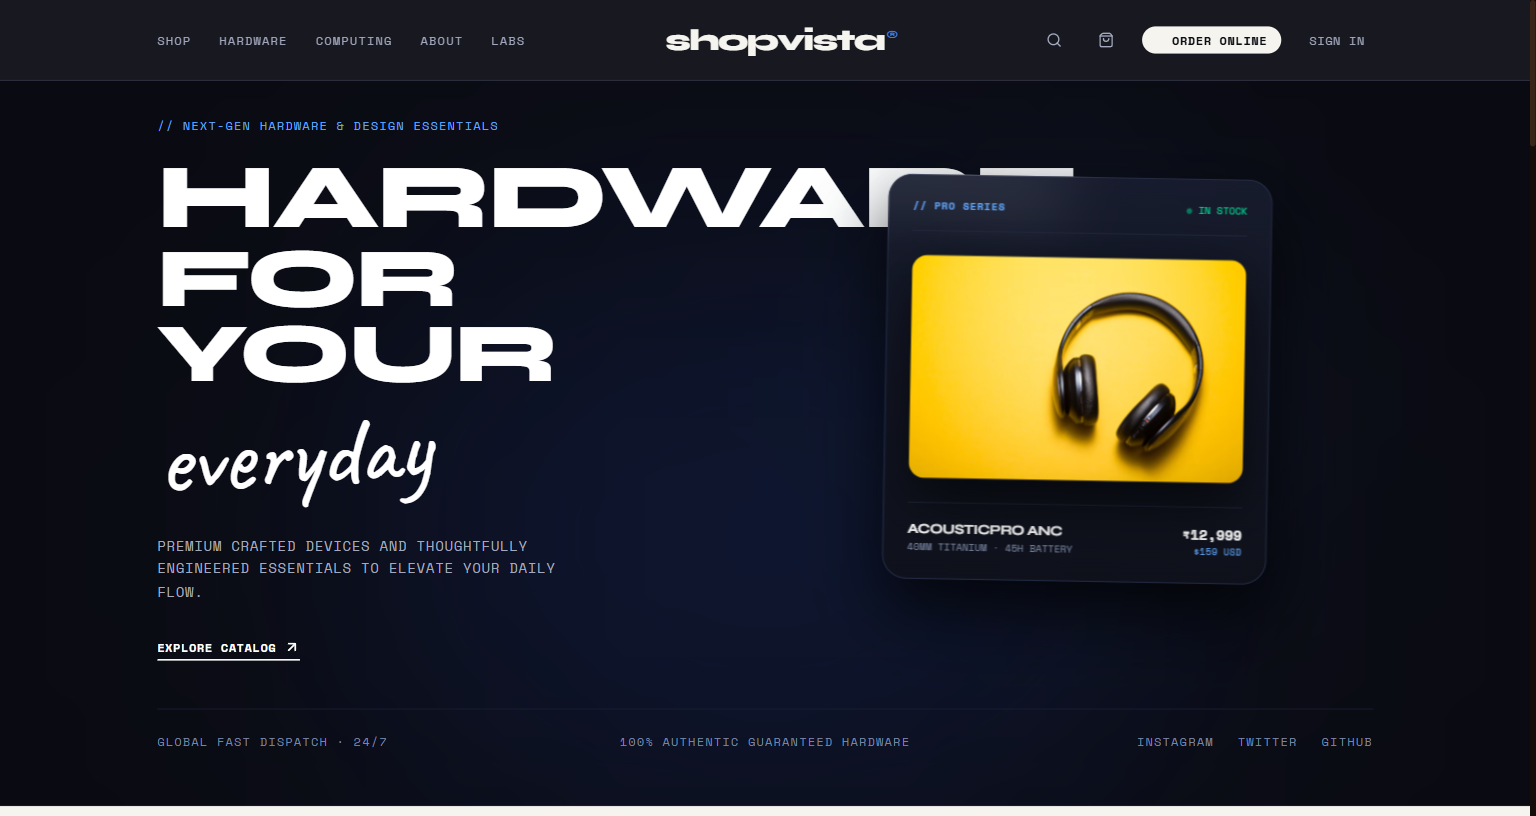 SHOP HARDWARE COMPUTING ABOUT LABS shopvista® ORDER ONLINE SIGN IN
// NEXT-GEN HARDWARE & DESIGN ESSENTIALS
HARDWARE
FOR
YOUR
everyday
PREMIUM CRAFTED DEVICES AND THOUGHTFULLY
ENGINEERED ESSENTIALS TO ELEVATE YOUR DAILY
FLOW.
EXPLORE CATALOG
// PRO SERIES IN STOCK
ACOUSTICPRO ANC ₹12,999
40MM TITANIUM · 45H BATTERY $159 USD
GLOBAL FAST DISPATCH · 24/7 100% AUTHENTIC GUARANTEED HARDWARE INSTAGRAM TWITTER GITHUB